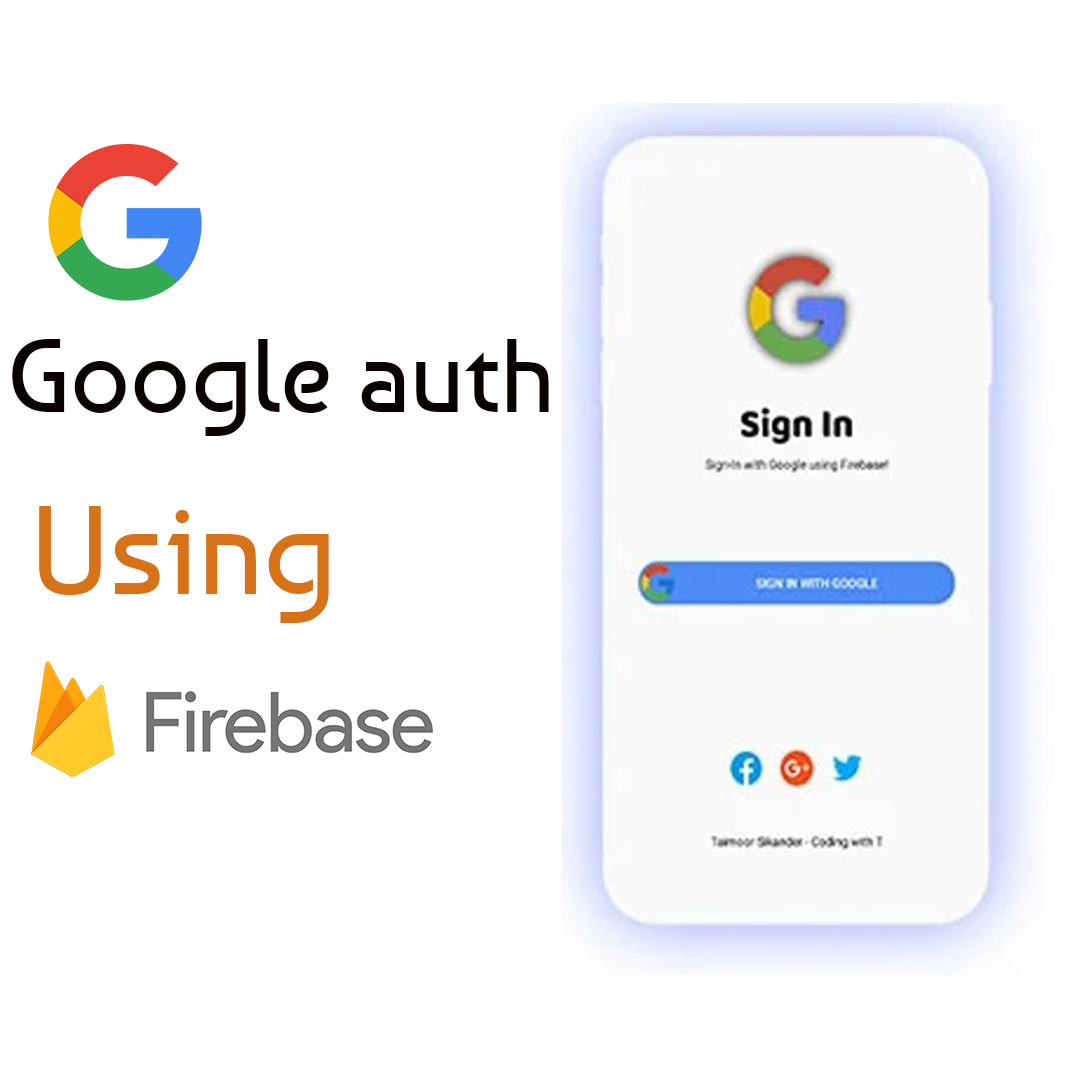 Google auth
Using
Firebase
Sign In
Sign-In with Google using Firebase!
SIGN IN WITH GOOGLE
Taimoor Sikander - Coding with T